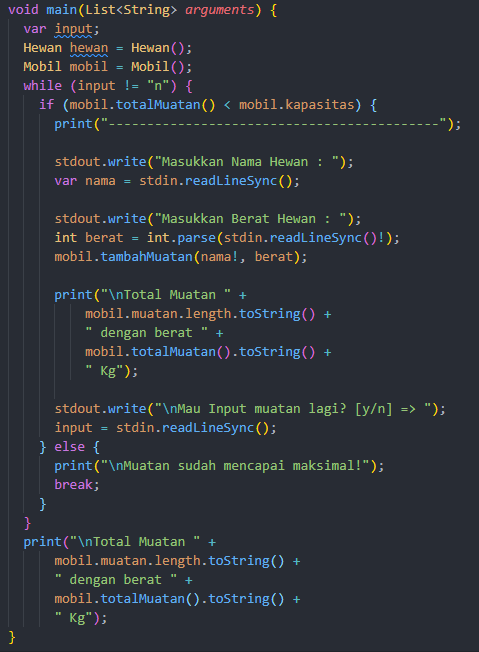 void main(List<String> arguments) {
  var input;
  Hewan hewan = Hewan();
  Mobil mobil = Mobil();
  while (input != "n") {
    if (mobil.totalMuatan() < mobil.kapasitas) {
      print("-------------------------------------------");

      stdout.write("Masukkan Nama Hewan : ");
      var nama = stdin.readLineSync();

      stdout.write("Masukkan Berat Hewan : ");
      int berat = int.parse(stdin.readLineSync()!);
      mobil.tambahMuatan(nama!, berat);

      print("\nTotal Muatan " +
          mobil.muatan.length.toString() +
          " dengan berat " +
          mobil.totalMuatan().toString() +
          " Kg");

      stdout.write("\nMau Input muatan lagi? [y/n] => ");
      input = stdin.readLineSync();
    } else {
      print("\nMuatan sudah mencapai maksimal!");
      break;
    }
  }
  print("\nTotal Muatan " +
      mobil.muatan.length.toString() +
      " dengan berat " +
      mobil.totalMuatan().toString() +
      " Kg");
}